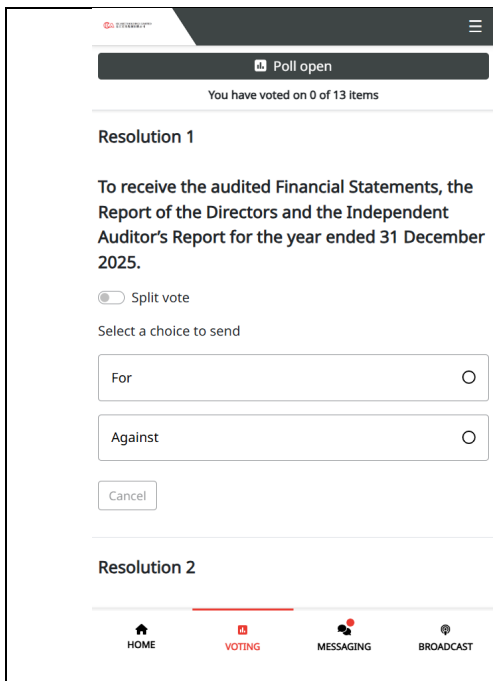 Poll open
You have voted on 0 of 13 items
Resolution 1
To receive the audited Financial Statements, the
Report of the Directors and the Independent
Auditor’s Report for the year ended 31 December
2025.
Split vote
Select a choice to send
For
Against
Cancel
Resolution 2
HOME
VOTING
MESSAGING
BROADCAST